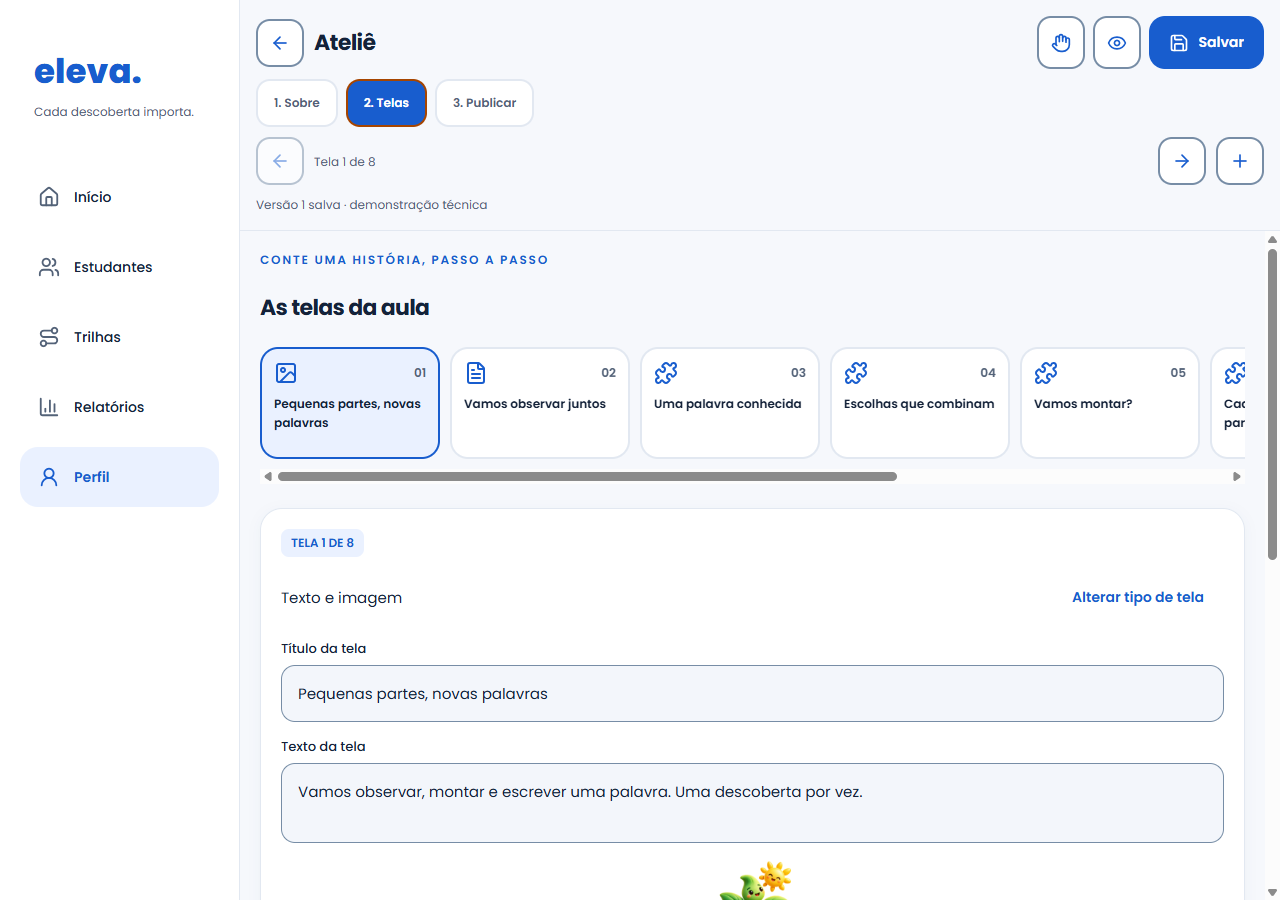 eleva.
Cada descoberta importa.
Início
Estudantes
Trilhas
Relatórios
Perfil
Ateliê
Salvar
1. Sobre
2. Telas
3. Publicar
Tela 1 de 8
Versão 1 salva · demonstração técnica
CONTE UMA HISTÓRIA, PASSO A PASSO
As telas da aula
01
Pequenas partes, novas
palavras
02
Vamos observar juntos
03
Uma palavra conhecida
04
Escolhas que combinam
05
Vamos montar?
TELA 1 DE 8
Texto e imagem
Alterar tipo de tela
Título da tela
Pequenas partes, novas palavras
Texto da tela
Vamos observar, montar e escrever uma palavra. Uma descoberta por vez.